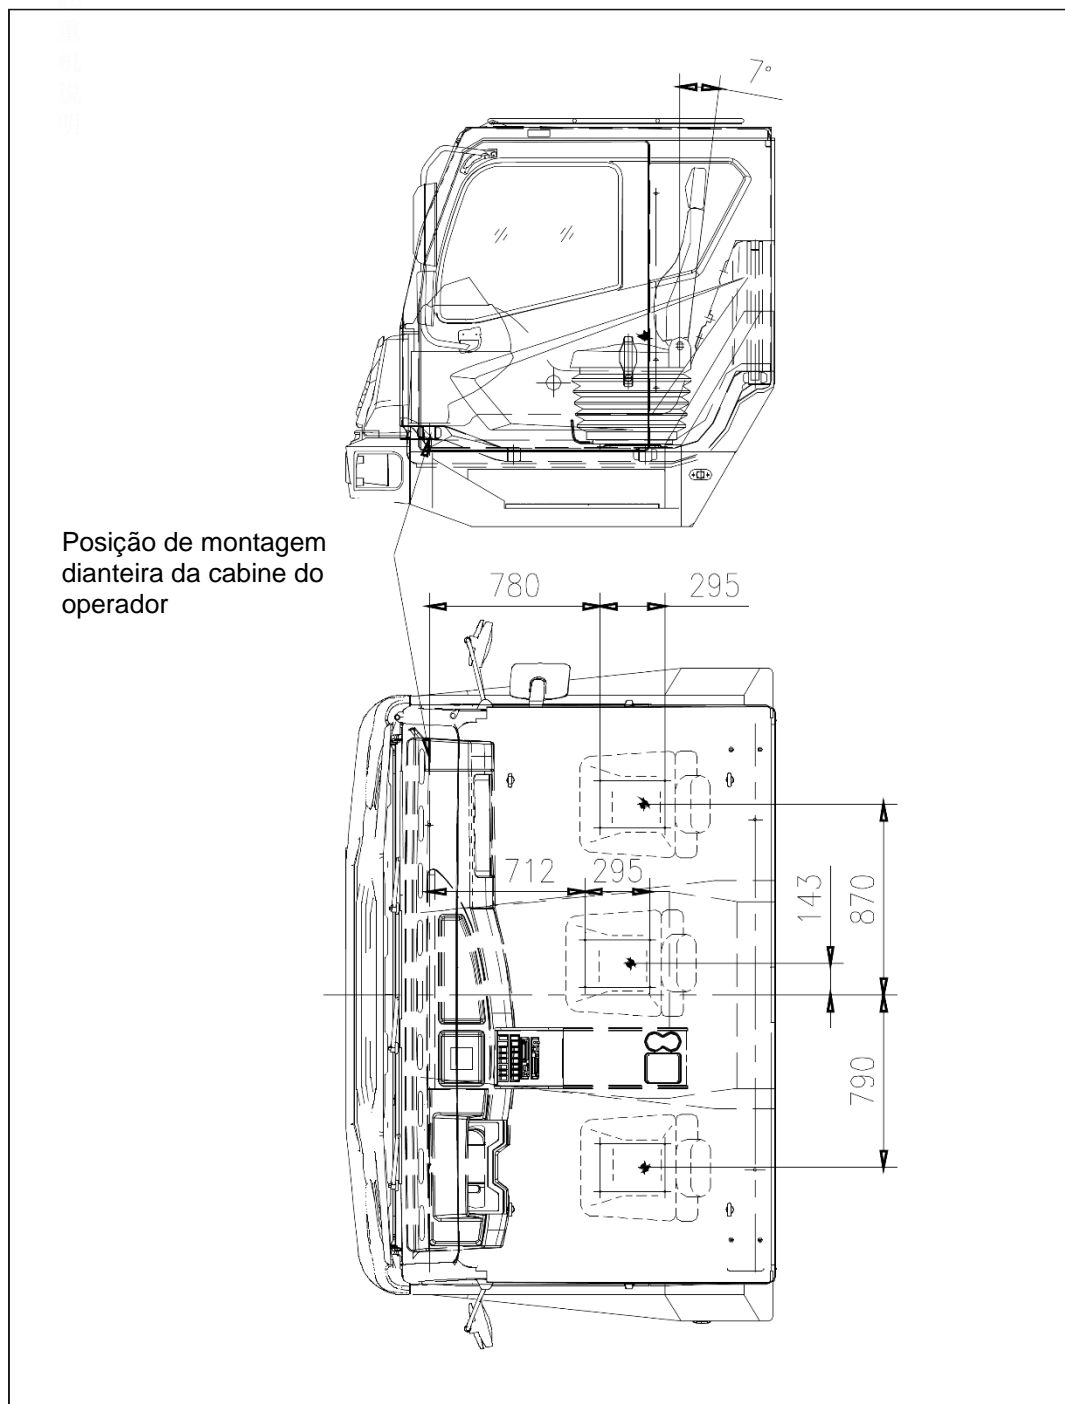 7°
Posição de montagem
dianteira da cabine do
operador
780 295
712 295
143 870
790